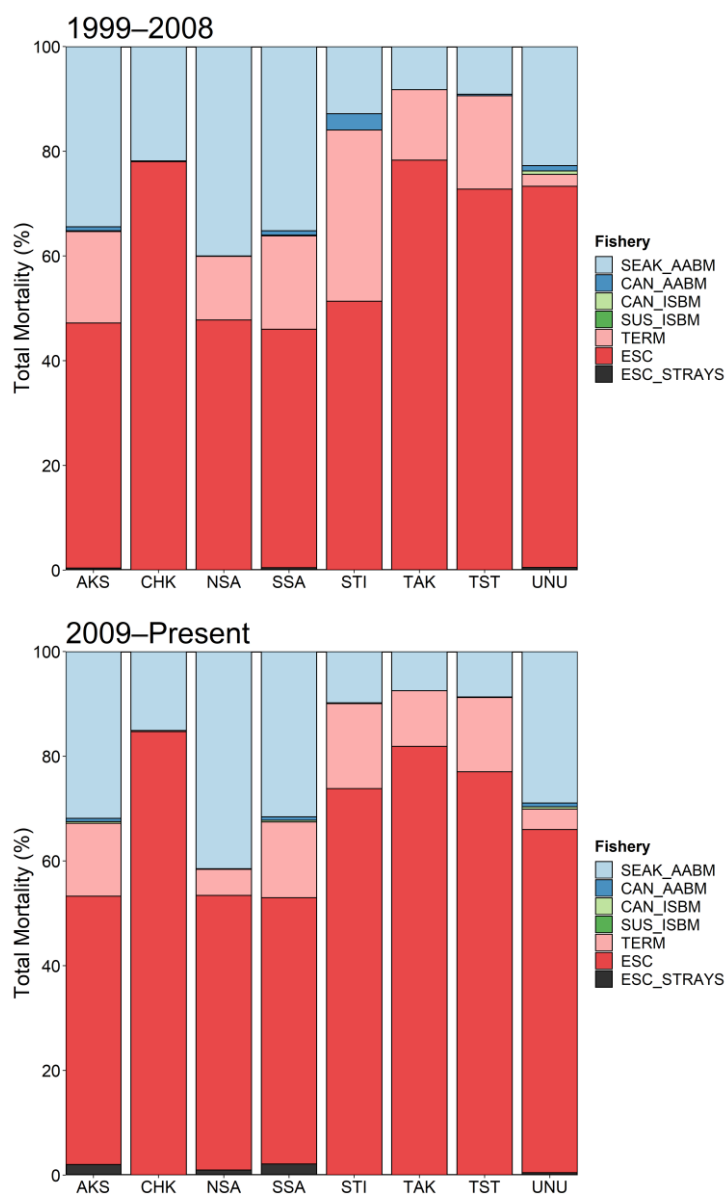 1999–2008
Total Mortality (%)
100
80
60
40
20
0
AKS CHK NSA SSA STI TAK TST UNU
Fishery
SEAK_AABM
CAN_AABM
CAN_ISBM
SUS_ISBM
TERM
ESC
ESC_STRAYS
2009–Present
Total Mortality (%)
100
80
60
40
20
0
AKS CHK NSA SSA STI TAK TST UNU
Fishery
SEAK_AABM
CAN_AABM
CAN_ISBM
SUS_ISBM
TERM
ESC
ESC_STRAYS